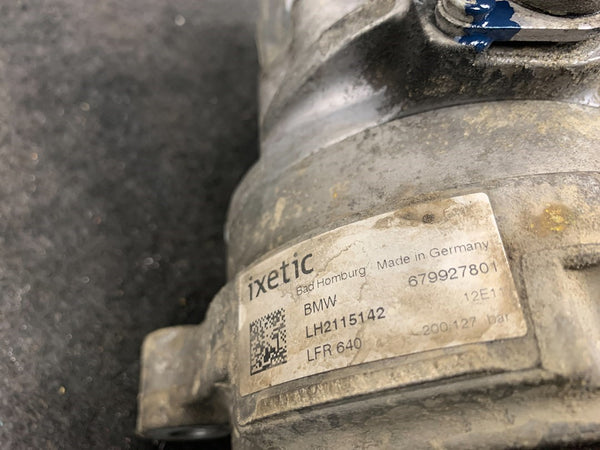 ixetic
Bad Homburg Made in Germany
BMW 679927801
LH2115142 12E11
LFR 640 200:127 bar